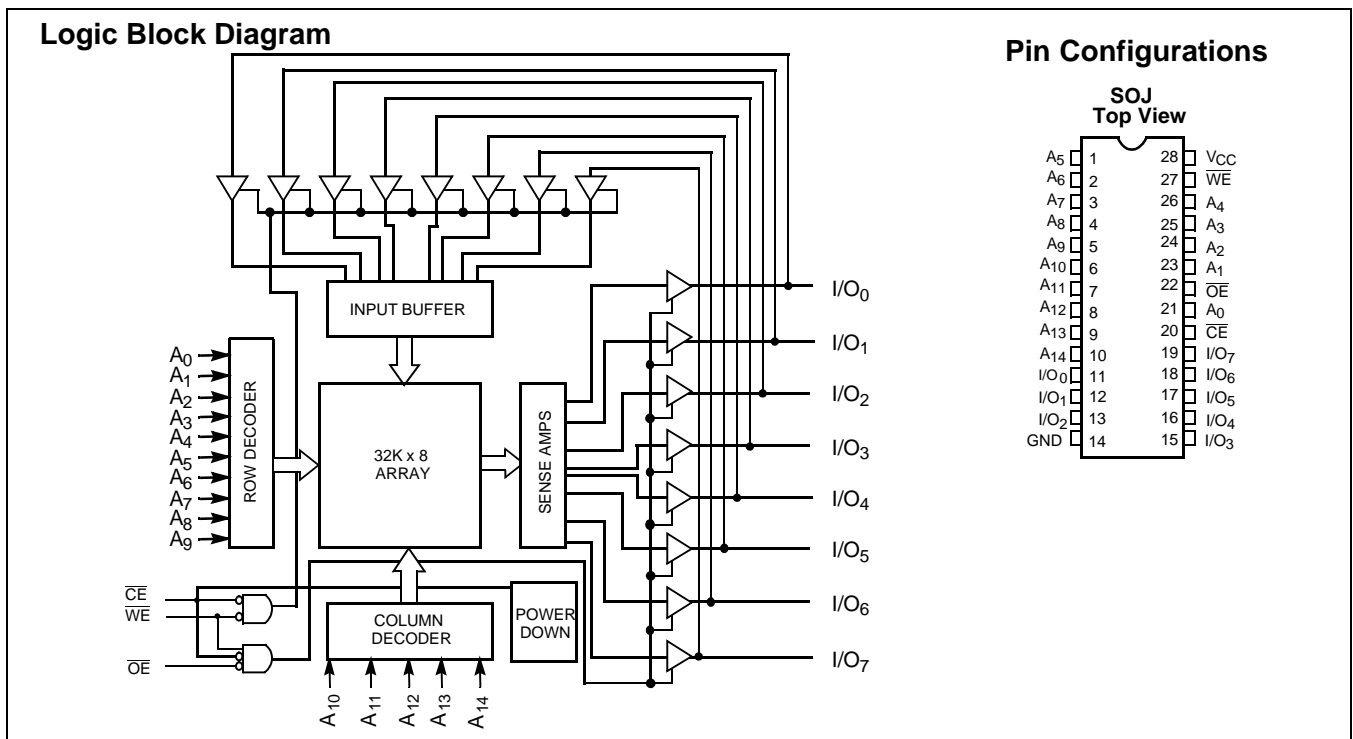 Logic Block Diagram
INPUT BUFFER
A0
A1
A2
A3
A4
A5
A6
A7
A8
A9
ROW DECODER
32K x 8
ARRAY
SENSE AMPS
I/O0
I/O1
I/O2
I/O3
I/O4
I/O5
I/O6
I/O7
CE
WE
OE
COLUMN
DECODER
POWER
DOWN
A10
A11
A12
A13
A14
Pin Configurations
SOJ
Top View
A5 1 28 VCC
A6 2 27 WE
A7 3 26 A4
A8 4 25 A3
A9 5 24 A2
A10 6 23 A1
A11 7 22 OE
A12 8 21 A0
A13 9 20 CE
A14 10 19 I/O7
I/O0 11 18 I/O6
I/O1 12 17 I/O5
I/O2 13 16 I/O4
GND 14 15 I/O3